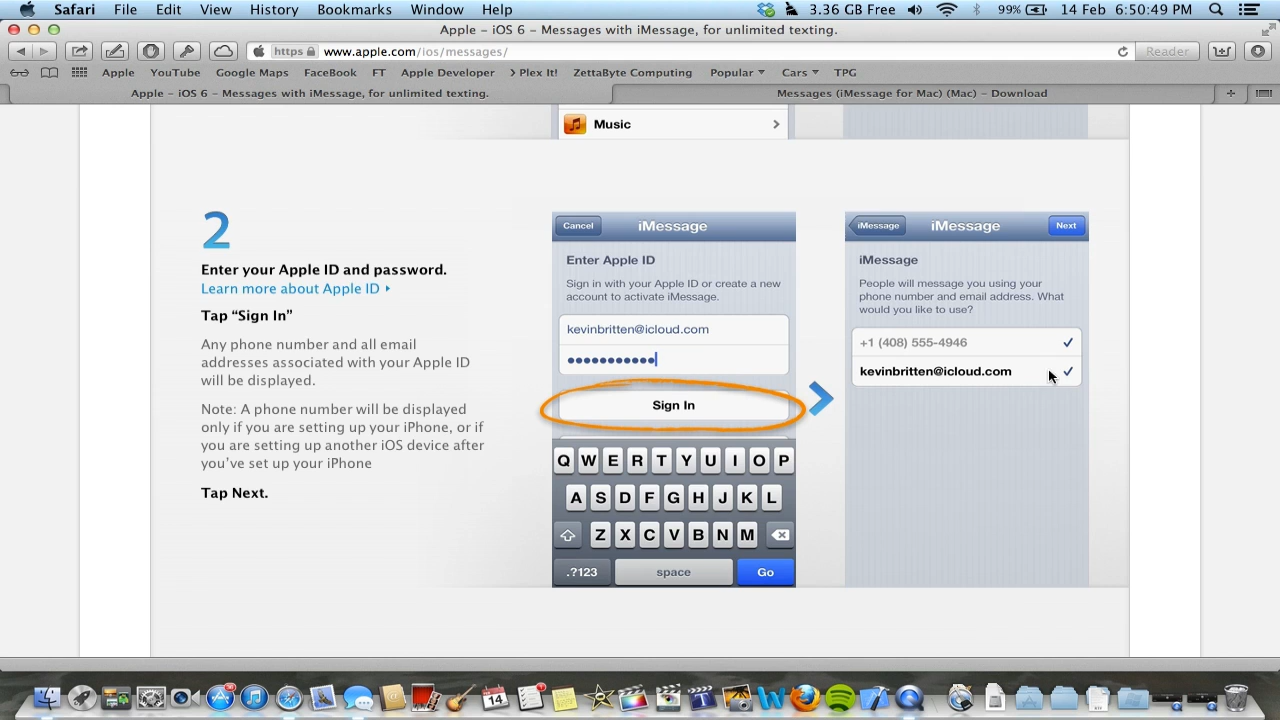 Safari File Edit View History Bookmarks Window Help 3.36 GB Free 99% 14 Feb 6:50:49 PM
Apple – iOS 6 – Messages with iMessage, for unlimited texting.
https www.apple.com/ios/messages/ Reader
Apple YouTube Google Maps FaceBook FT Apple Developer > Plex It! ZettaByte Computing Popular Cars TPG
Apple – iOS 6 – Messages with iMessage, for unlimited texting. Messages (iMessage for Mac) (Mac) – Download
Music
2
Enter your Apple ID and password.
Learn more about Apple ID
Tap “Sign In”
Any phone number and all email
addresses associated with your Apple ID
will be displayed.
Note: A phone number will be displayed
only if you are setting up your iPhone, or if
you are setting up another iOS device after
you’ve set up your iPhone
Tap Next.
Cancel iMessage
Enter Apple ID
Sign in with your Apple ID or create a new
account to activate iMessage.
kevinbritten@icloud.com
Sign In
Q W E R T Y U I O P
A S D F G H J K L
Z X C V B N M
.?123 space Go
iMessage iMessage Next
iMessage
People will message you using your
phone number and email address. What
would you like to use?
+1 (408) 555-4946
kevinbritten@icloud.com
14